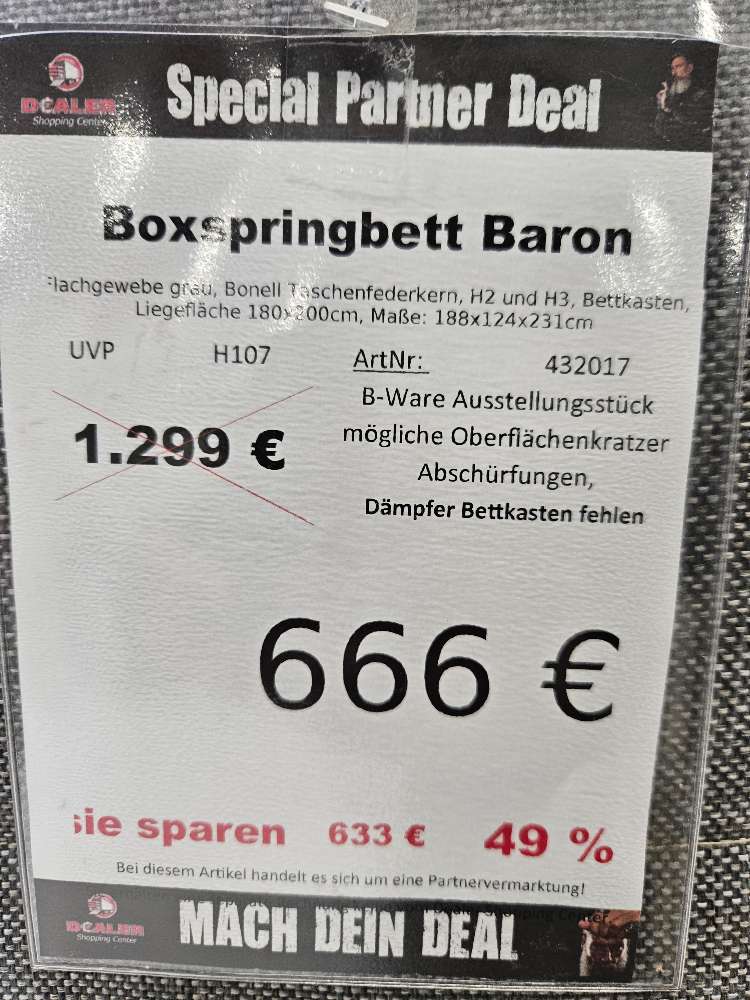 DEALER
Shopping Center
Special Partner Deal
Boxspringbett Baron
Flachgewebe grau, Bonell Taschenfederkern, H2 und H3, Bettkasten,
Liegefläche 180x200cm, Maße: 188x124x231cm
UVP H107 ArtNr: 432017
B-Ware Ausstellungsstück
1.299 € mögliche Oberflächenkratzer
Abschürfungen,
Dämpfer Bettkasten fehlen
666 €
sie sparen 633 € 49 %
Bei diesem Artikel handelt es sich um eine Partnervermarktung!
Shopping Center
DEALER
Shopping Center
MACH DEIN DEAL